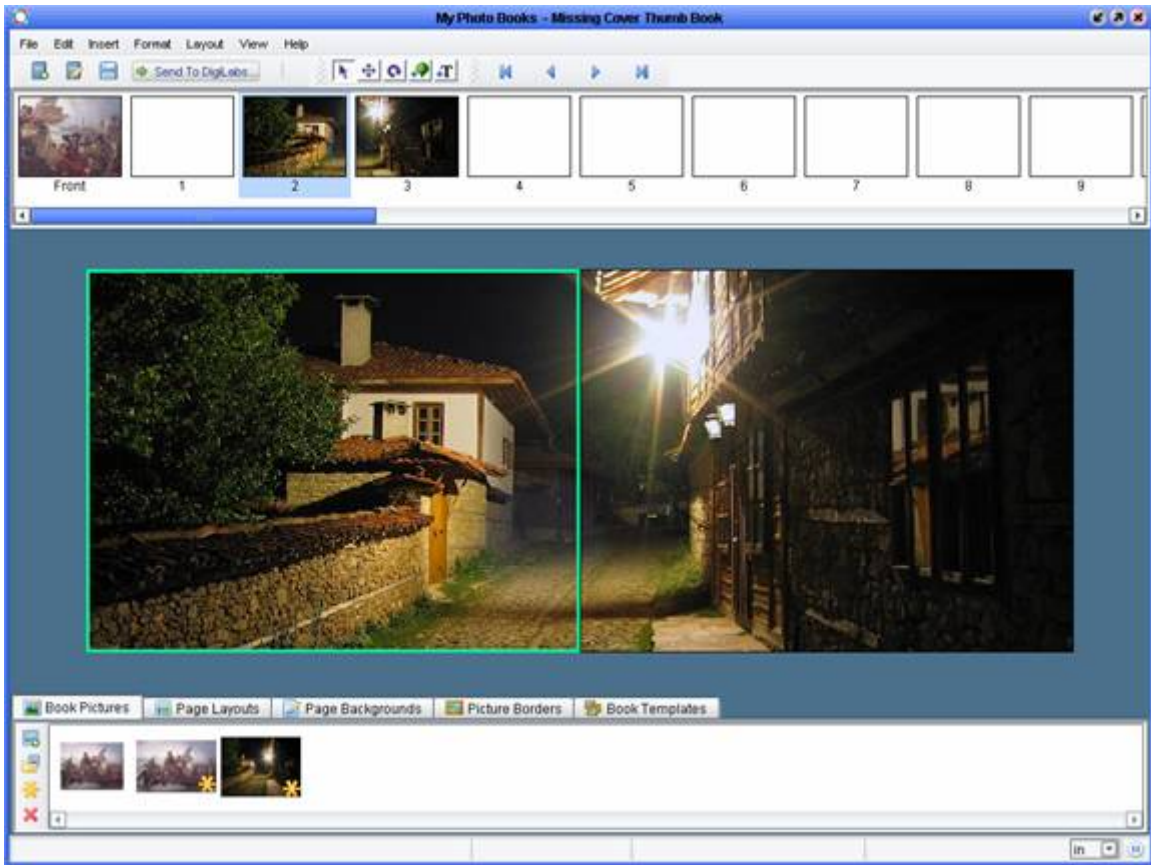 My Photo Books - Missing Cover Thumb Book
File Edit Insert Format Layout View Help
Send To DigiLabs...
T
Front 1 2 3 4 5 6 7 8 9
Book Pictures Page Layouts Page Backgrounds Picture Borders Book Templates
in